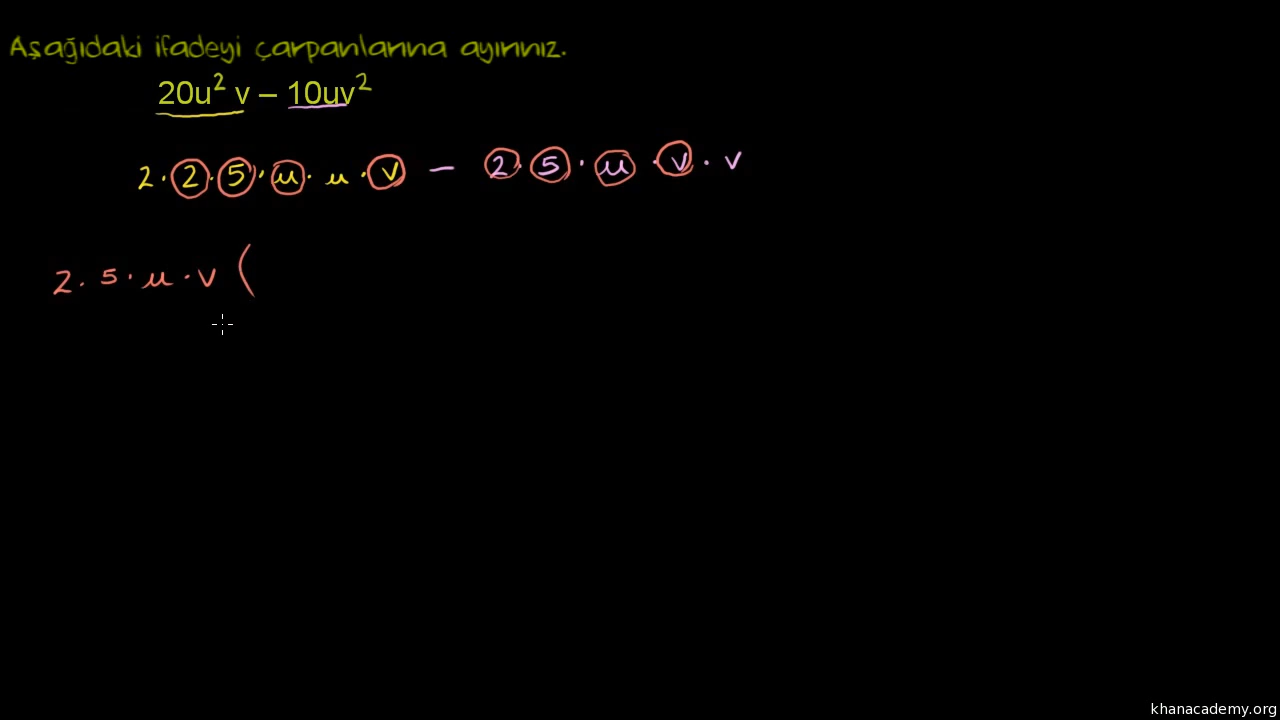 Aşağıdaki ifadeyi çarpanlarına ayırınız.
20u² v – 10uv²
2 · 2 · 5 · u · u · v – 2 · 5 · u · v · v
2 · 5 · u · v (
khanacademy.org